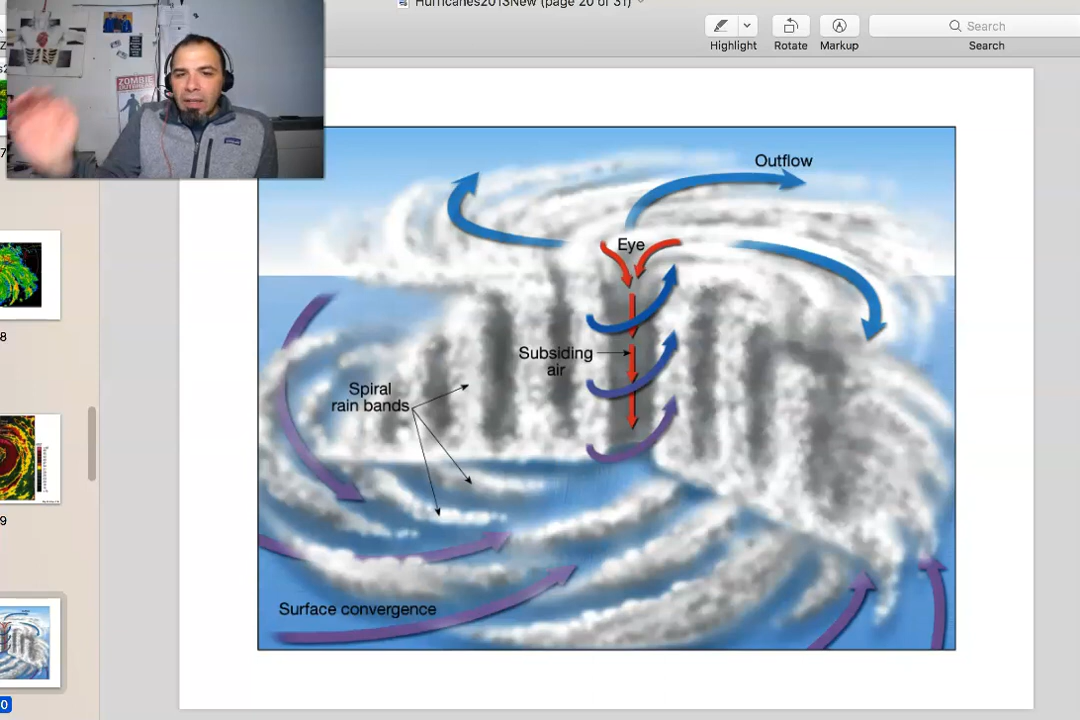 Hurricanes2013New (page 20 of 31)
Highlight
Rotate
Markup
Search
Search
ZOMBIE
8
9
0
Outflow
Eye
Subsiding
air
Spiral
rain bands
Surface convergence